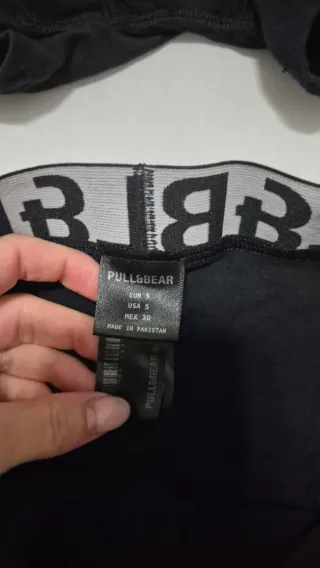 PULL&BEAR
EUR S
USA S
MEX 30
MADE IN PAKISTAN
PULL&BEAR